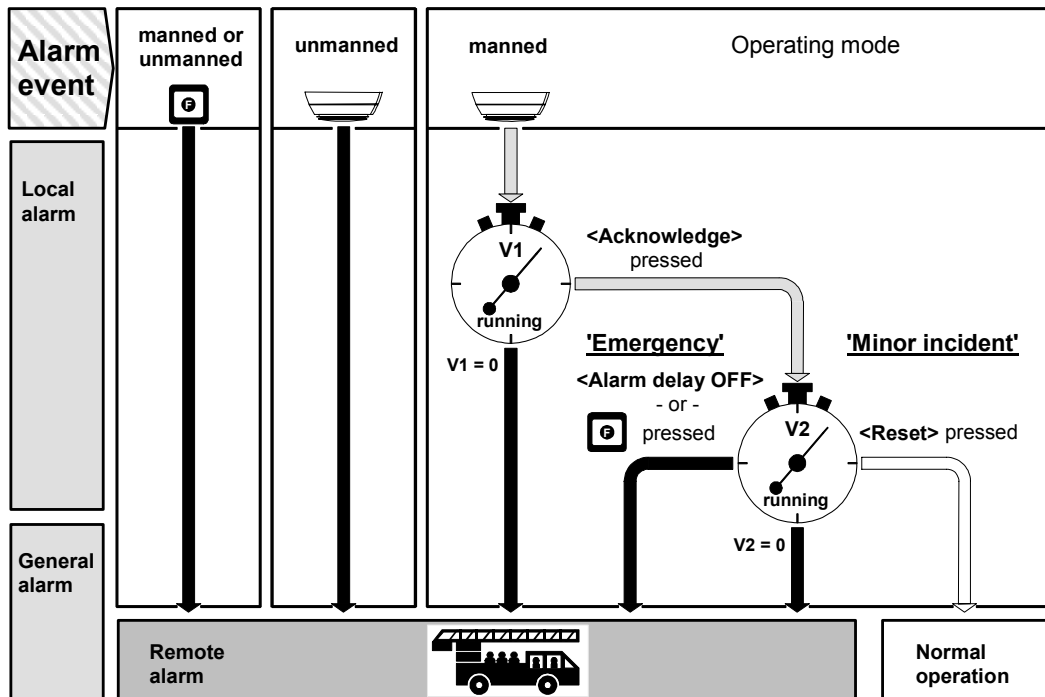 Alarm
event
manned or
unmanned
F
unmanned
manned
Operating mode
Local
alarm
V1
running
<Acknowledge>
pressed
V1 = 0
'Emergency'
<Alarm delay OFF>
- or -
F
pressed
'Minor incident'
V2
running
<Reset> pressed
V2 = 0
General
alarm
Remote
alarm
Normal
operation